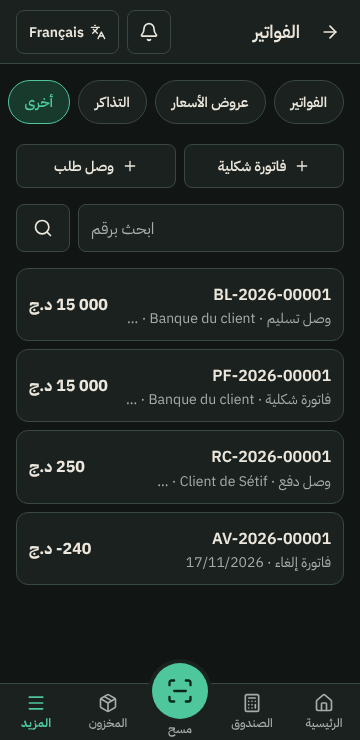 الفواتير
Français
الفواتير
عروض الأسعار
التذاكر
أخرى
فاتورة شكلية
وصل طلب
ابحث برقم
BL-2026-00001
15 000 د.ج
وصل تسليم · Banque du client · ...
PF-2026-00001
15 000 د.ج
فاتورة شكلية · Banque du client · ...
RC-2026-00001
250 د.ج
وصل دفع · Client de Sétif · ...
AV-2026-00001
-240 د.ج
فاتورة إلغاء · 17/11/2026
الرئيسية
الصندوق
مسح
المخزون
المزيد